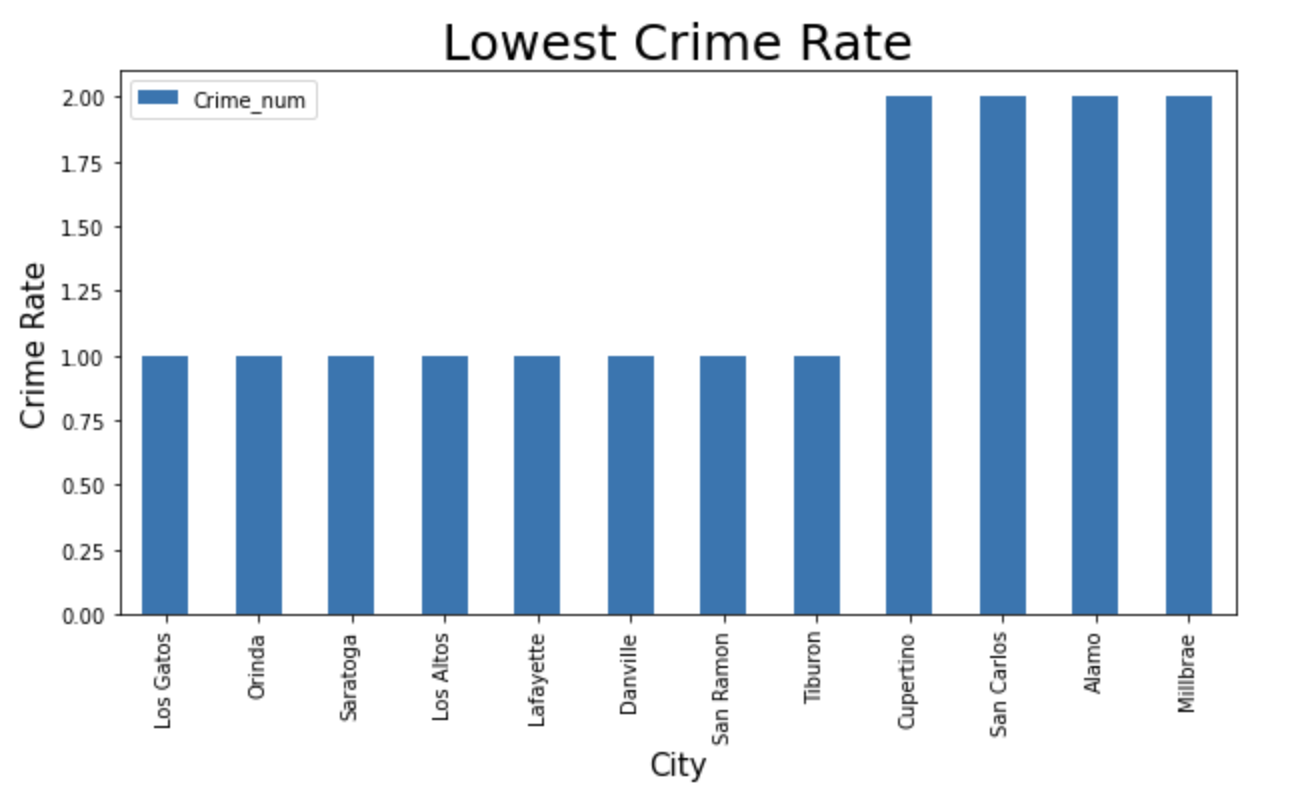 Lowest Crime Rate
Crime_num
2.00
1.75
1.50
1.25
1.00
0.75
0.50
0.25
0.00
Crime Rate
Los Gatos
Orinda
Saratoga
Los Altos
Lafayette
Danville
San Ramon
Tiburon
Cupertino
San Carlos
Alamo
Millbrae
City